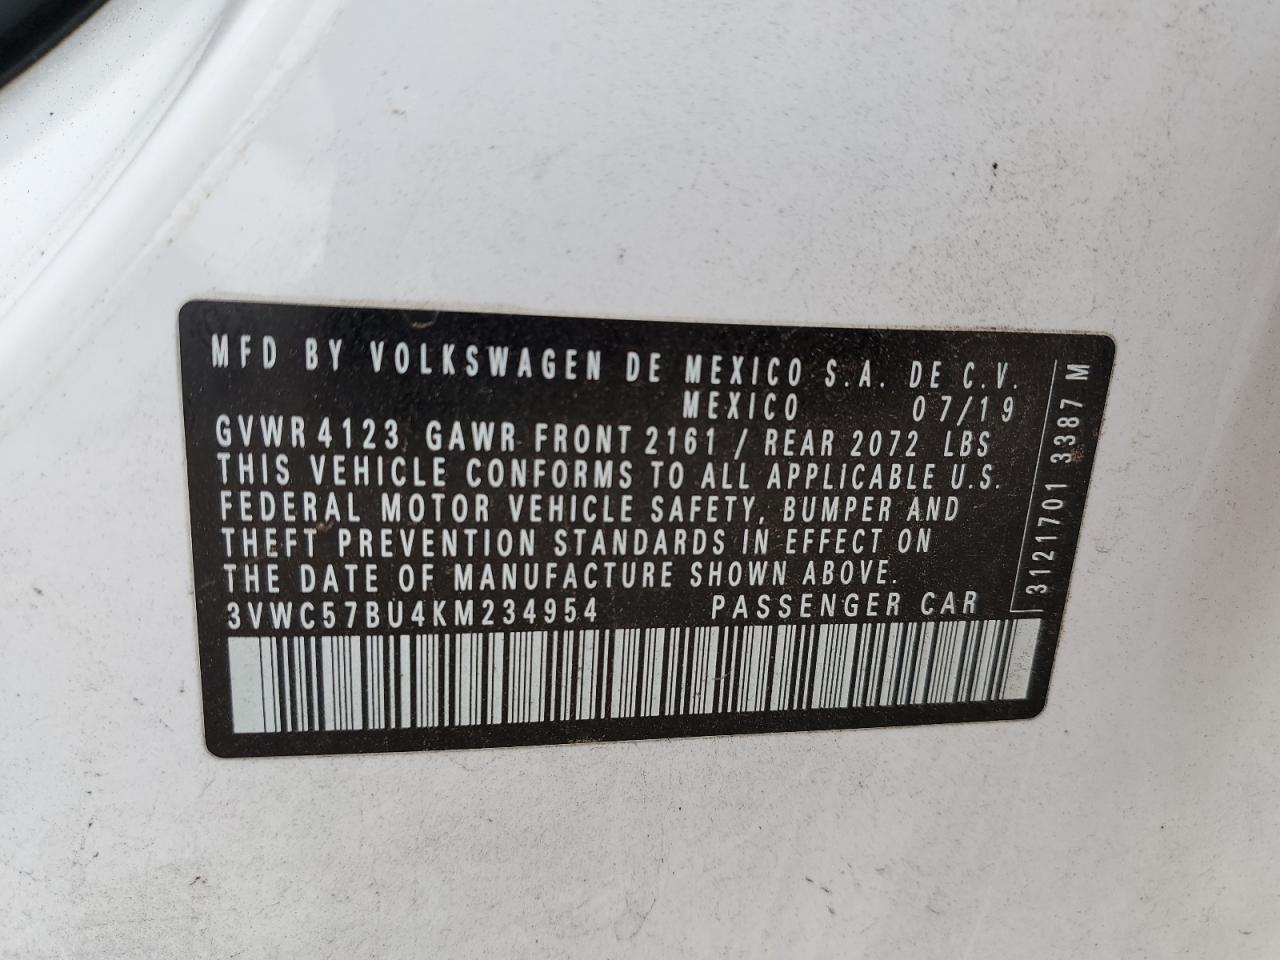 MFD BY VOLKSWAGEN DE MEXICO S.A. DE C.V.
MEXICO 07/19
GVWR 4123 GAWR FRONT 2161 / REAR 2072 LBS
THIS VEHICLE CONFORMS TO ALL APPLICABLE U.S.
FEDERAL MOTOR VEHICLE SAFETY, BUMPER AND
THEFT PREVENTION STANDARDS IN EFFECT ON
THE DATE OF MANUFACTURE SHOWN ABOVE.
3VWC57BU4KM234954 PASSENGER CAR
3121701 3387 M